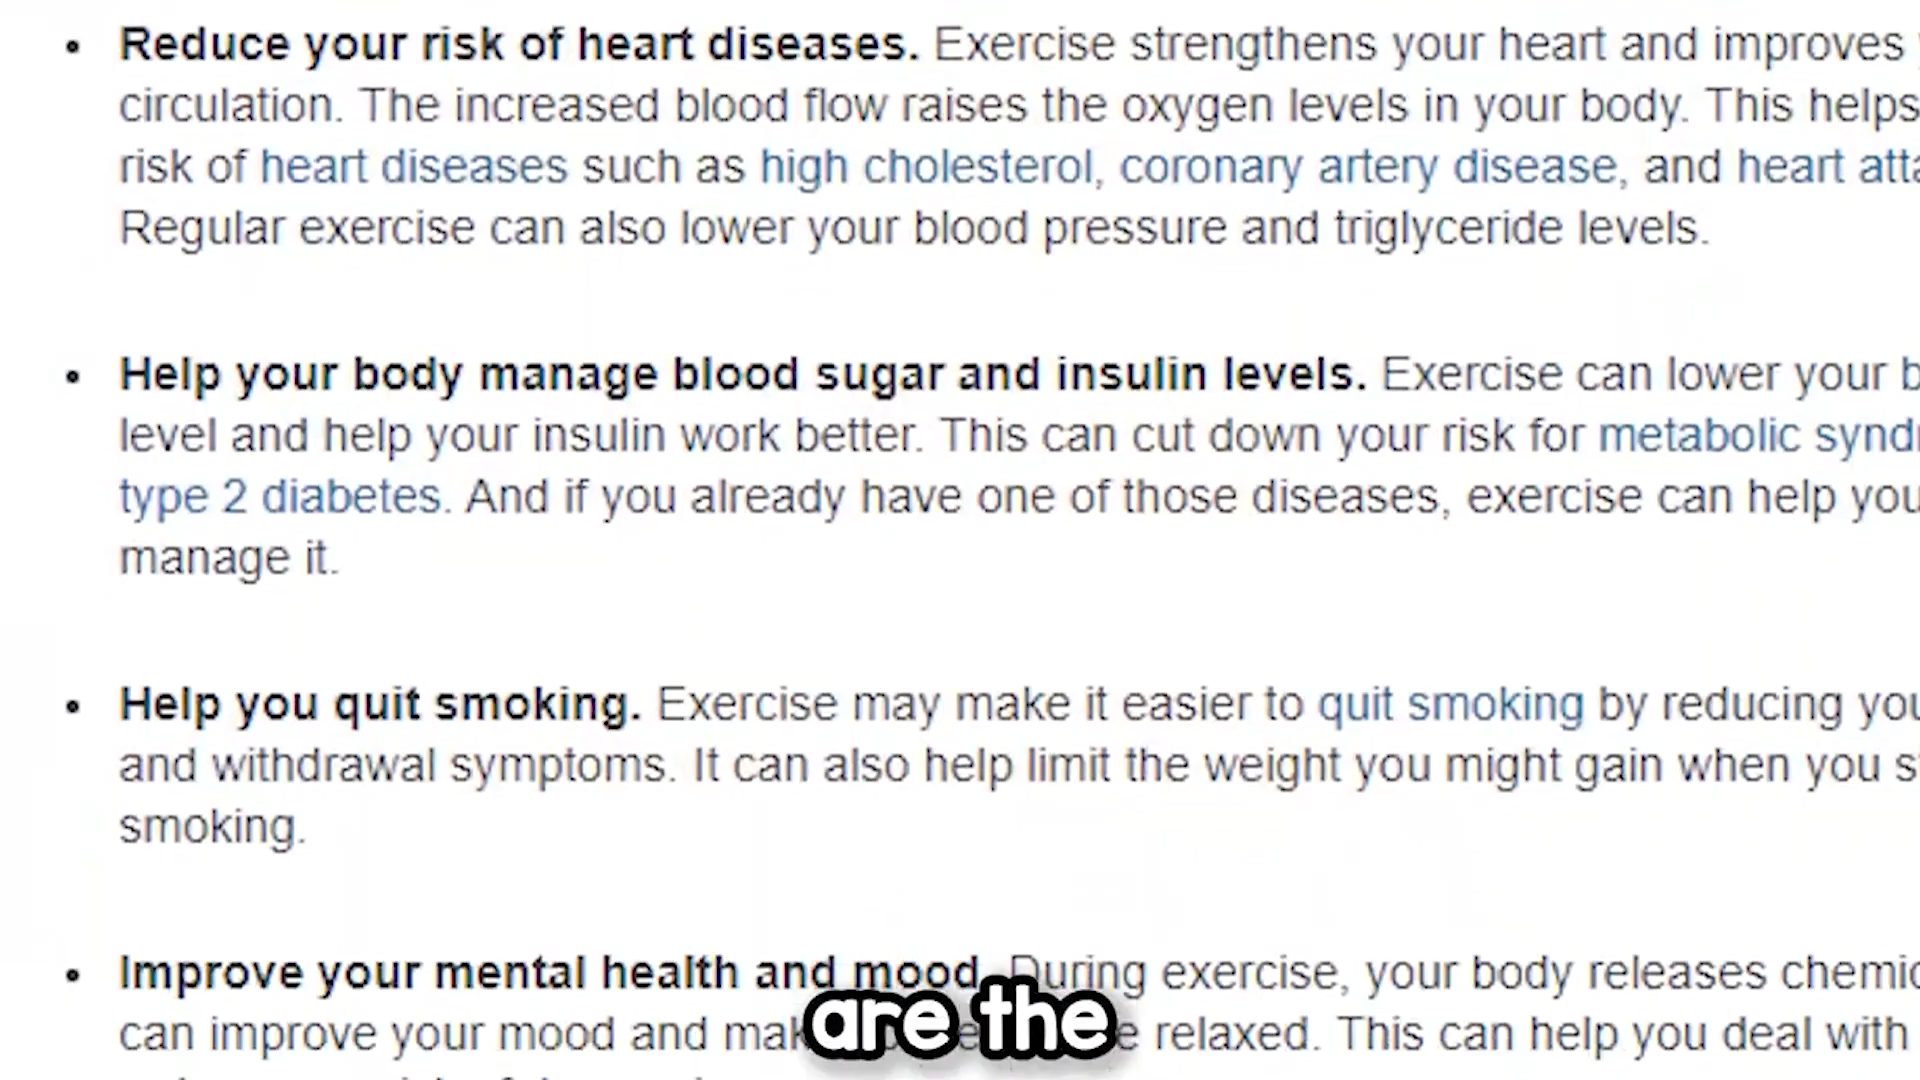 • Reduce your risk of heart diseases. Exercise strengthens your heart and improves
circulation. The increased blood flow raises the oxygen levels in your body. This helps
risk of heart diseases such as high cholesterol, coronary artery disease, and heart atta
Regular exercise can also lower your blood pressure and triglyceride levels.
• Help your body manage blood sugar and insulin levels. Exercise can lower your b
level and help your insulin work better. This can cut down your risk for metabolic synd
type 2 diabetes. And if you already have one of those diseases, exercise can help you
manage it.
• Help you quit smoking. Exercise may make it easier to quit smoking by reducing you
and withdrawal symptoms. It can also help limit the weight you might gain when you s
smoking.
• Improve your mental health and mood. During exercise, your body releases chemic
can improve your mood and mak relaxed. This can help you deal with
are the